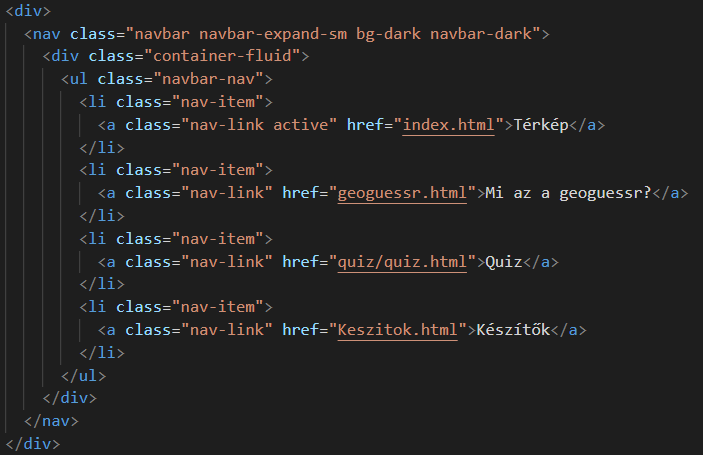 <div>
<nav class="navbar navbar-expand-sm bg-dark navbar-dark">
<div class="container-fluid">
<ul class="navbar-nav">
<li class="nav-item">
<a class="nav-link active" href="index.html">Térkép</a>
</li>
<li class="nav-item">
<a class="nav-link" href="geoguessr.html">Mi az a geoguessr?</a>
</li>
<li class="nav-item">
<a class="nav-link" href="quiz/quiz.html">Quiz</a>
</li>
<li class="nav-item">
<a class="nav-link" href="Keszitok.html">Készítők</a>
</li>
</ul>
</div>
</nav>
</div>